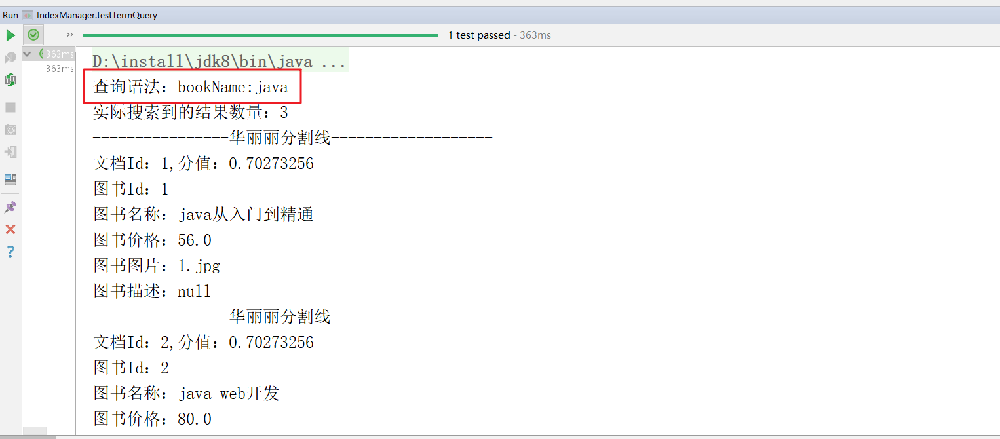 Run IndexManager.testTermQuery
1 test passed - 363ms
363ms
363ms
D:\install\jdk8\bin\java ...
查询语法：bookName:java
实际搜索到的结果数量：3
----------------华丽丽分割线-------------------
文档Id：1,分值：0.70273256
图书Id：1
图书名称：java从入门到精通
图书价格：56.0
图书图片：1.jpg
图书描述：null
----------------华丽丽分割线-------------------
文档Id：2,分值：0.70273256
图书Id：2
图书名称：java web开发
图书价格：80.0